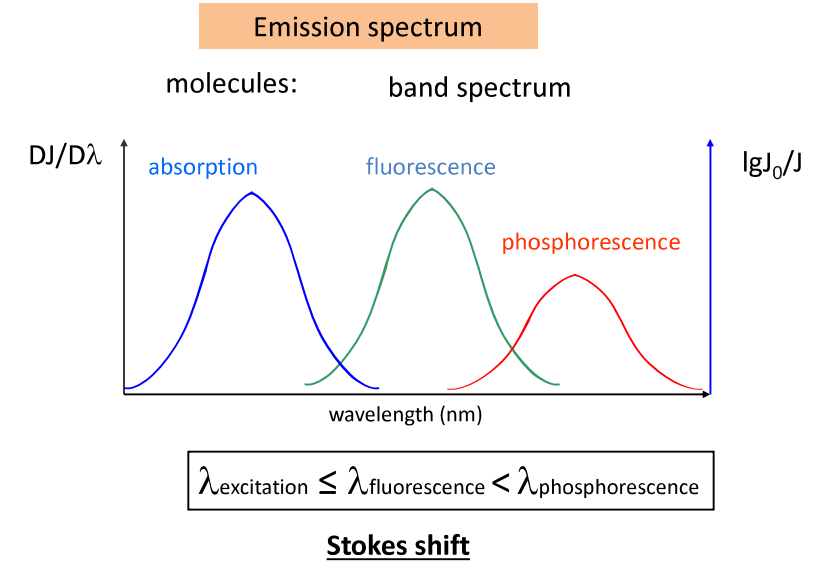 Emission spectrum
molecules: band spectrum
DJ/Dλ
absorption
fluorescence
lgJ₀/J
phosphorescence
wavelength (nm)
λexcitation ≤ λfluorescence < λphosphorescence
Stokes shift